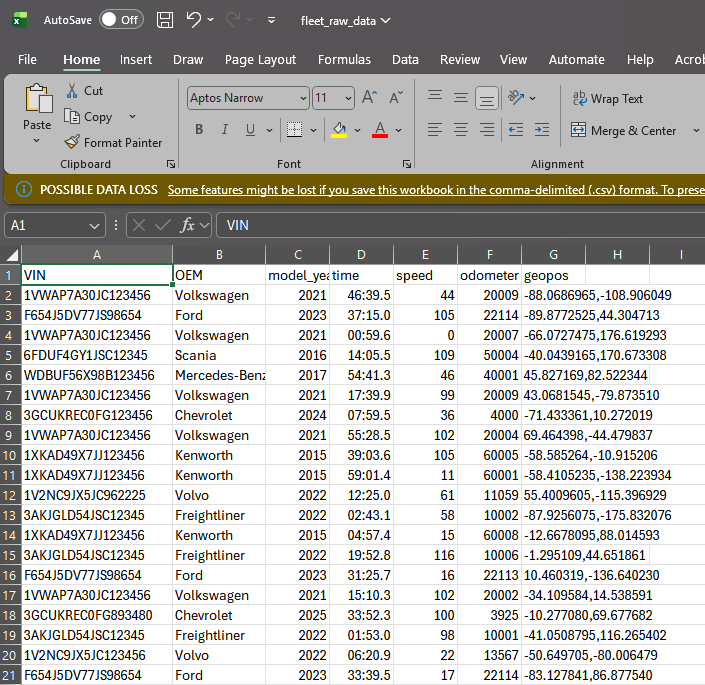 AutoSave Off fleet_raw_data
File Home Insert Draw Page Layout Formulas Data Review View Automate Help Acrob
Paste Cut Copy Format Painter
Aptos Narrow 11 A^ A˅
B I U A
ab Wrap Text
Merge & Center
Clipboard Font Alignment
POSSIBLE DATA LOSS Some features might be lost if you save this workbook in the comma-delimited (.csv) format. To prese
A1 fx VIN
A B C D E F G H I
1 VIN OEM model_yea time speed odometer geopos
2 1VWAP7A30JC123456 Volkswagen 2021 46:39.5 44 20009 -88.0686965,-108.906049
3 F654J5DV77JS98654 Ford 2023 37:15.0 105 22114 -89.8772525,44.304713
4 1VWAP7A30JC123456 Volkswagen 2021 00:59.6 0 20007 -66.0727475,176.619293
5 6FDUF4GY1JSC12345 Scania 2016 14:05.5 109 50004 -40.0439165,170.673308
6 WDBUF56X98B123456 Mercedes-Benz 2017 54:41.3 46 40001 45.827169,82.522344
7 1VWAP7A30JC123456 Volkswagen 2021 17:39.9 99 20009 43.0681545,-79.873510
8 3GCUKREC0FG123456 Chevrolet 2024 07:59.5 36 4000 -71.433361,10.272019
9 1VWAP7A30JC123456 Volkswagen 2021 55:28.5 102 20004 69.464398,-44.479837
10 1XKAD49X7JJ123456 Kenworth 2015 39:03.6 105 60005 -58.585264,-10.915206
11 1XKAD49X7JJ123456 Kenworth 2015 59:01.4 11 60001 -58.4105235,-138.223934
12 1V2NC9JX5JC962225 Volvo 2022 12:25.0 61 11059 55.4009605,-115.396929
13 3AKJGLD54JSC12345 Freightliner 2022 02:43.1 58 10002 -87.9256075,-175.832076
14 1XKAD49X7JJ123456 Kenworth 2015 04:57.4 15 60008 -12.6678095,88.014593
15 3AKJGLD54JSC12345 Freightliner 2022 19:52.8 116 10006 -1.295109,44.651861
16 F654J5DV77JS98654 Ford 2023 31:25.7 16 22113 10.460319,-136.640230
17 1VWAP7A30JC123456 Volkswagen 2021 15:10.3 102 20002 -34.109584,14.538591
18 3GCUKREC0FG893480 Chevrolet 2025 33:52.3 100 3925 -10.277080,69.677682
19 3AKJGLD54JSC12345 Freightliner 2022 01:53.0 98 10001 -41.0508795,116.265402
20 1V2NC9JX5JC123456 Volvo 2022 06:20.9 22 13567 -50.649705,-80.006479
21 F654J5DV77JS98654 Ford 2023 33:39.5 17 22114 -83.127841,86.877540